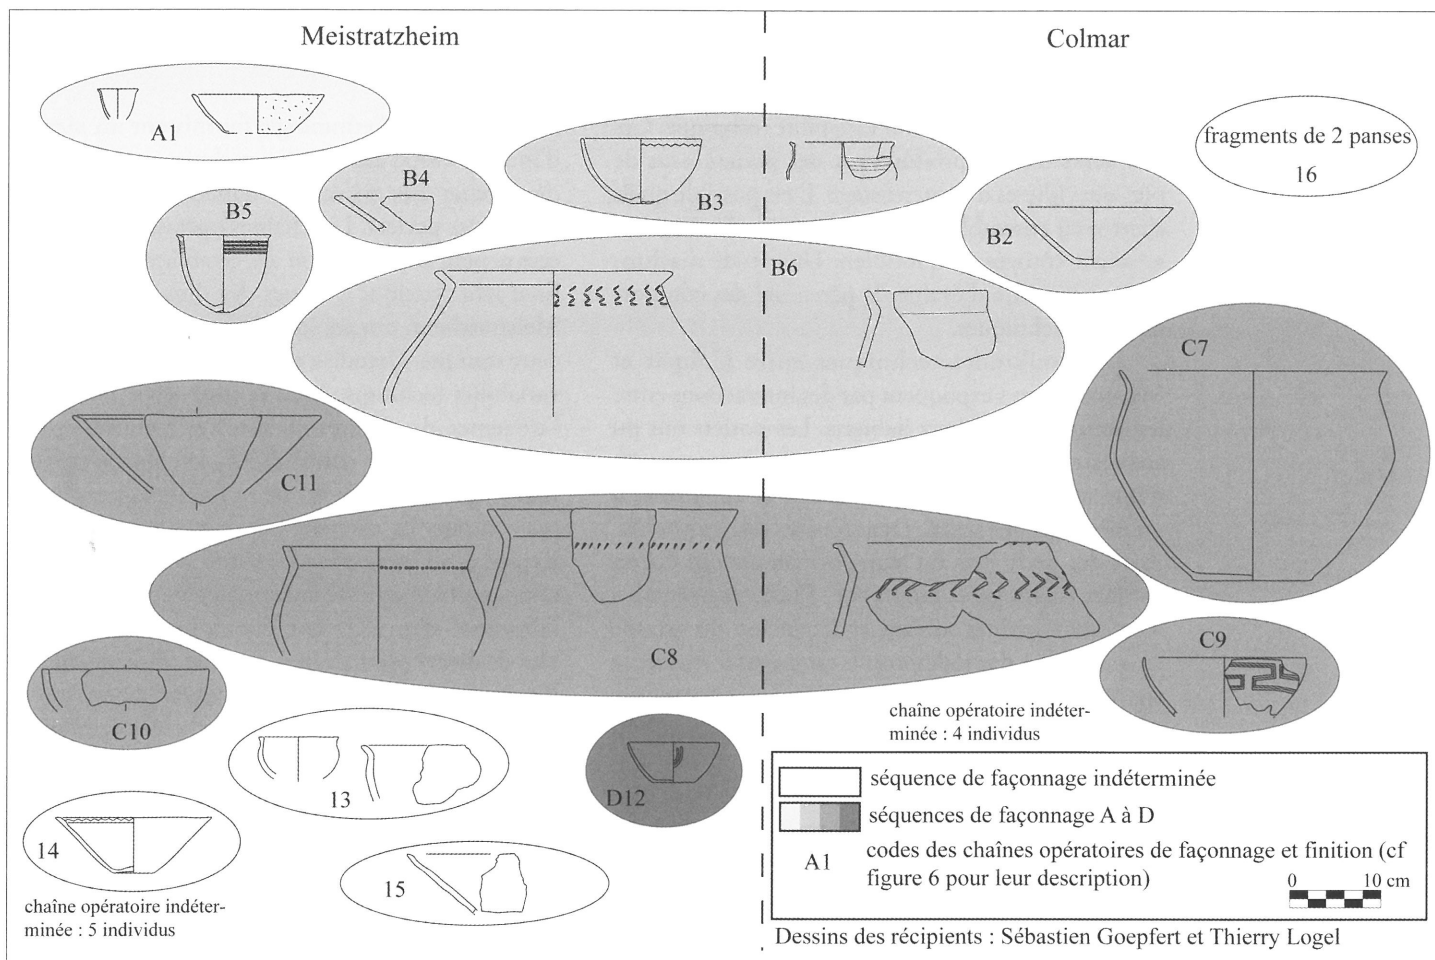 Meistratzheim
Colmar
A1
fragments de 2 panses
16
B4
B3
B5
B2
B6
C7
C11
C8
C9
C10
chaîne opératoire indéter-
minée : 4 individus
13
D12
14
15
chaîne opératoire indéter-
minée : 5 individus
séquence de façonnage indéterminée
séquences de façonnage A à D
A1
codes des chaînes opératoires de façonnage et finition (cf
figure 6 pour leur description)
0 10 cm
Dessins des récipients : Sébastien Goepfert et Thierry Logel